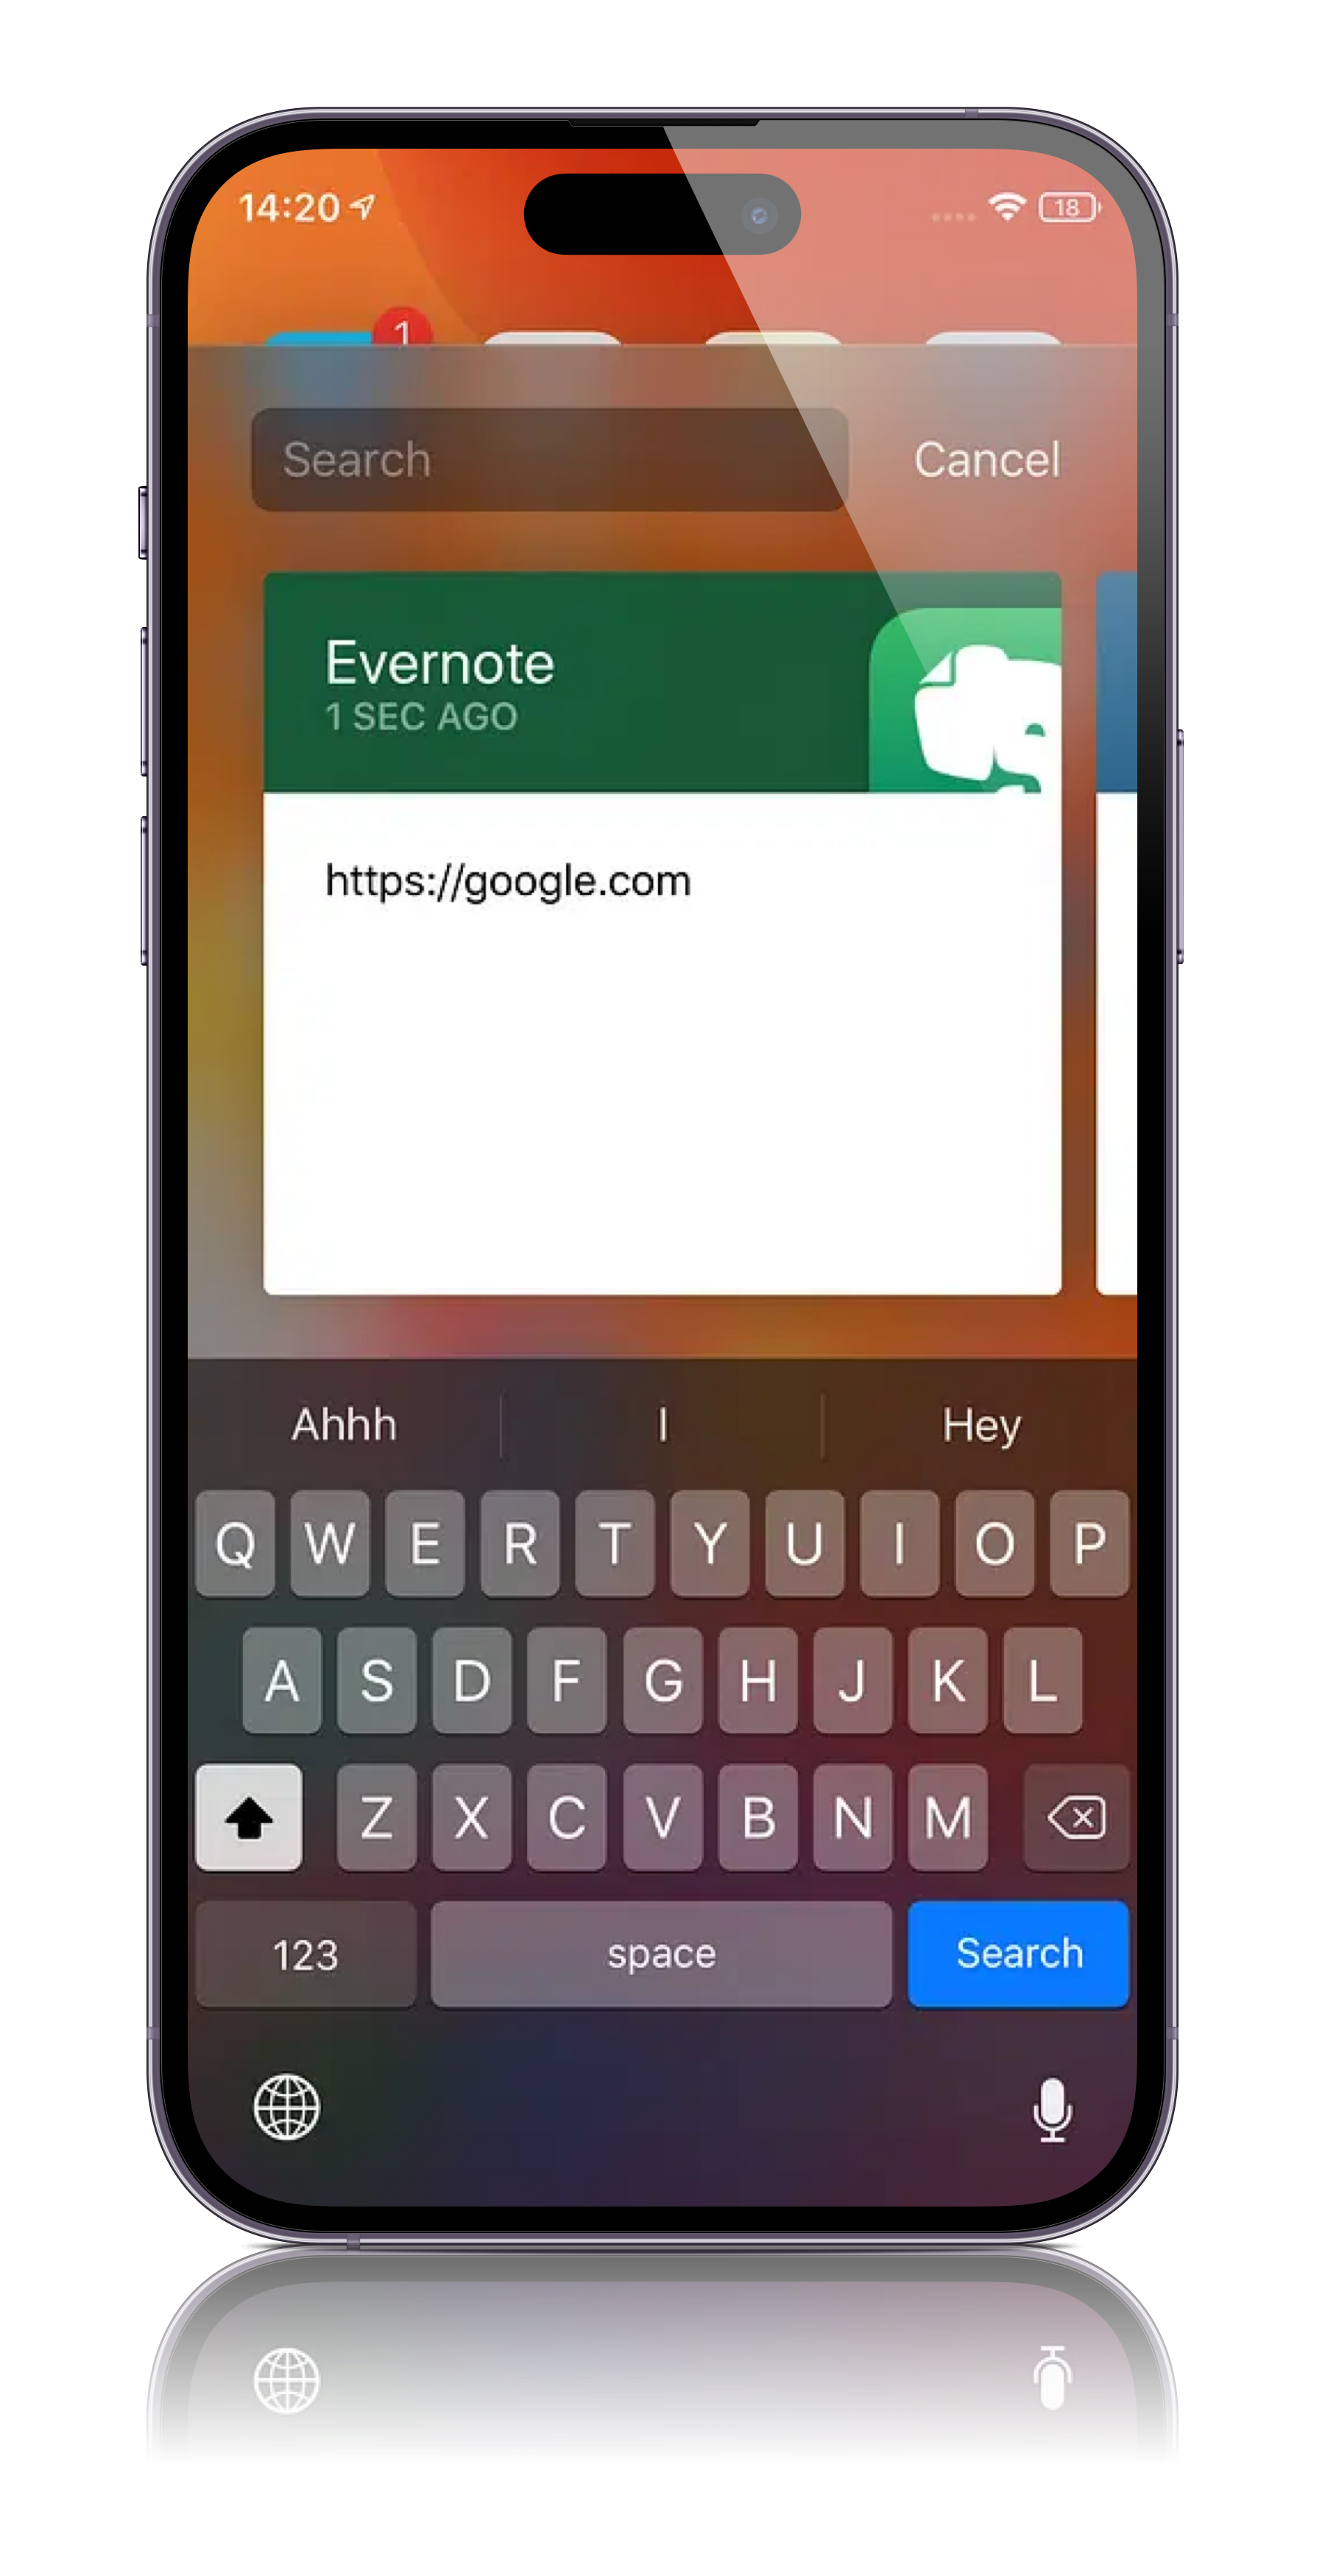 14:20
18
1
Search
Cancel
Evernote
1 SEC AGO
https://google.com
Ahhh I Hey
Q W E R T Y U I O P
A S D F G H J K L
Z X C V B N M
123 space Search